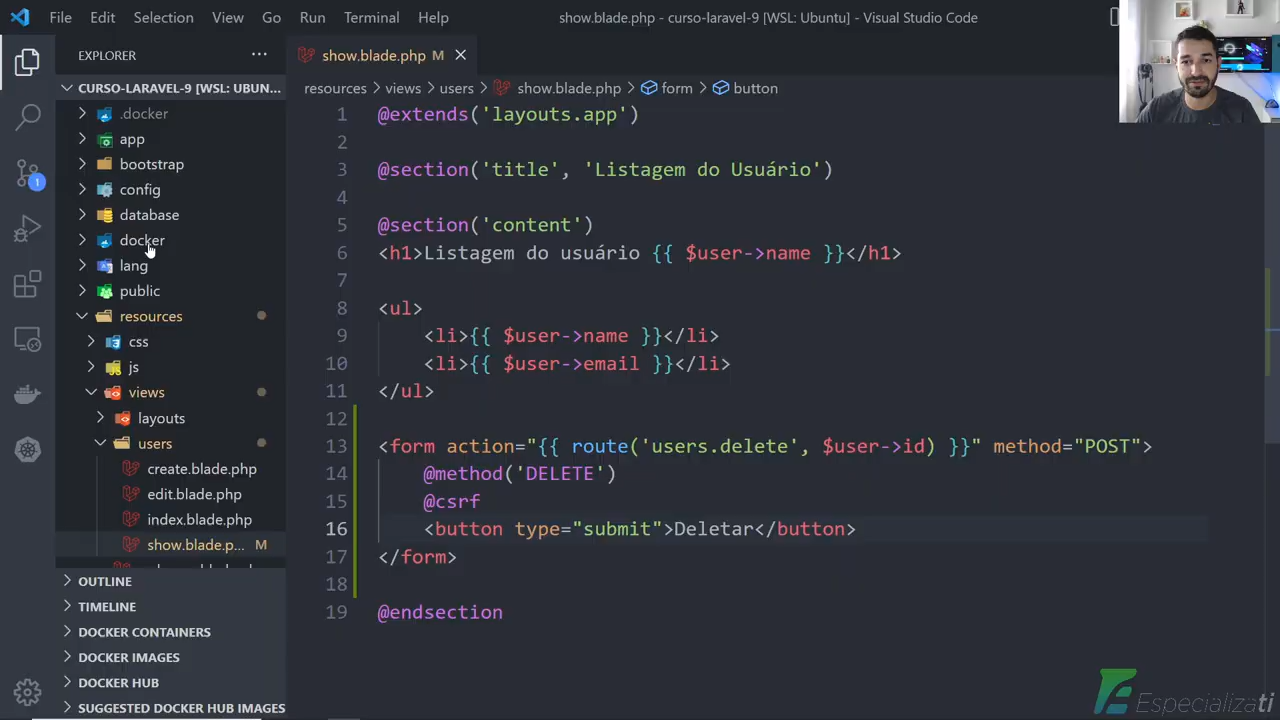 File Edit Selection View Go Run Terminal Help show.blade.php - curso-laravel-9 [WSL: Ubuntu] - Visual Studio Code
EXPLORER
CURSO-LARAVEL-9 [WSL: UBUN...
.docker
app
bootstrap
config
database
docker
lang
public
resources
css
js
views
layouts
users
create.blade.php
edit.blade.php
index.blade.php
show.blade.p... M
OUTLINE
TIMELINE
DOCKER CONTAINERS
DOCKER IMAGES
DOCKER HUB
SUGGESTED DOCKER HUB IMAGES
1
show.blade.php M
resources > views > users > show.blade.php > form > button
1 @extends('layouts.app')
2
3 @section('title', 'Listagem do Usuário')
4
5 @section('content')
6 <h1>Listagem do usuário {{ $user->name }}</h1>
7
8 <ul>
9 <li>{{ $user->name }}</li>
10 <li>{{ $user->email }}</li>
11 </ul>
12
13 <form action="{{ route('users.delete', $user->id) }}" method="POST">
14 @method('DELETE')
15 @csrf
16 <button type="submit">Deletar</button>
17 </form>
18
19 @endsection
Especializati